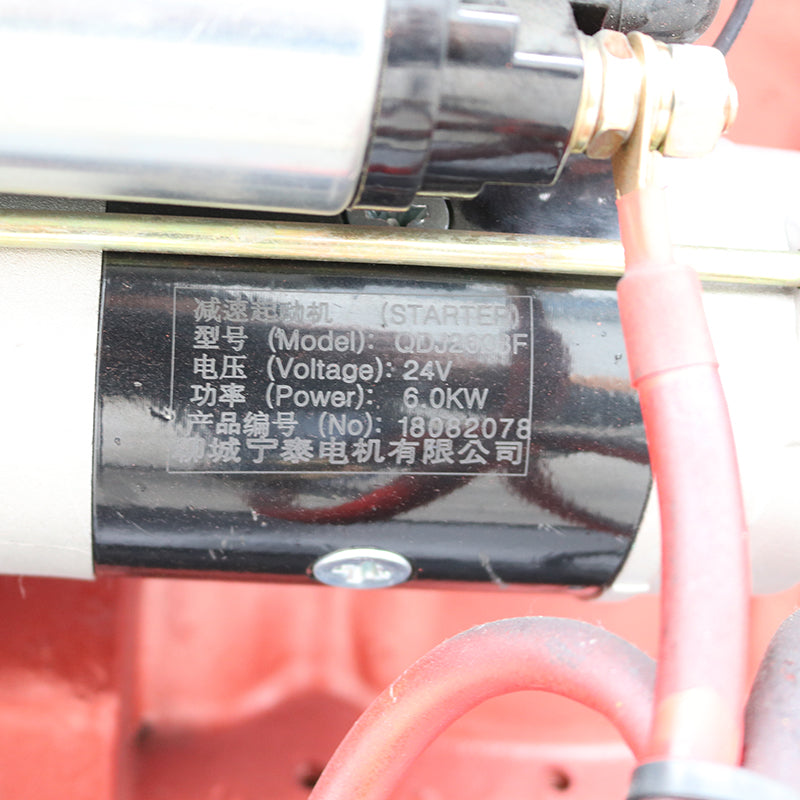 减速起动机 (STARTER)
型号 (Model): QDJ2608F
电压 (Voltage): 24V
功率 (Power): 6.0KW
产品编号 (No): 18082078
聊城宁泰电机有限公司